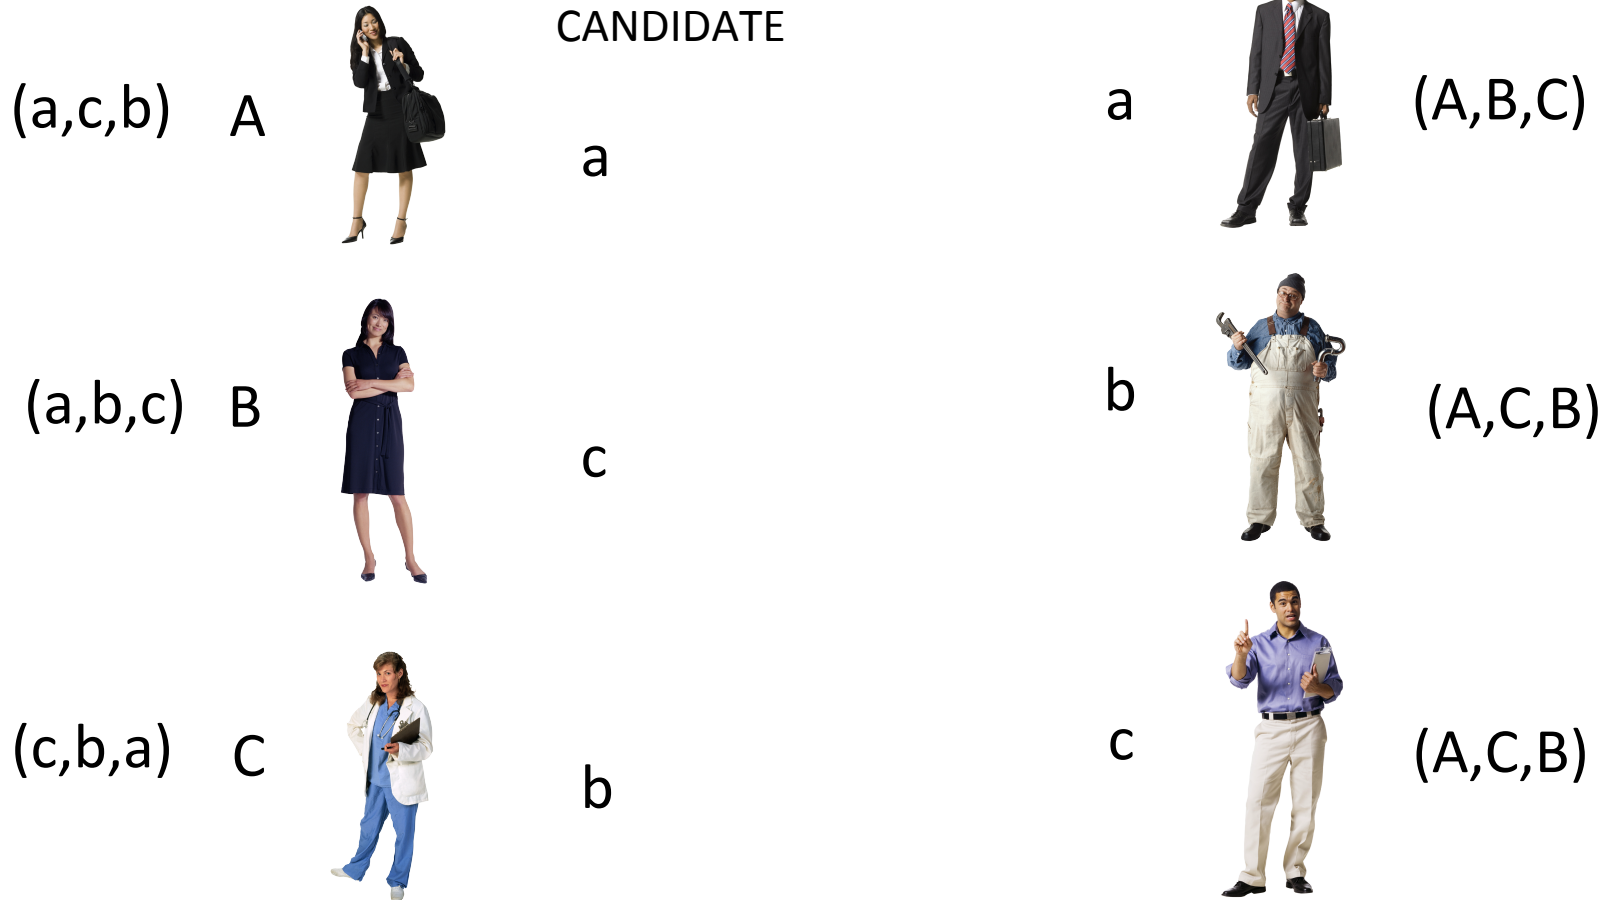 CANDIDATE
(a,c,b) A a a (A,B,C)
(a,b,c) B c b (A,C,B)
(c,b,a) C b c (A,C,B)